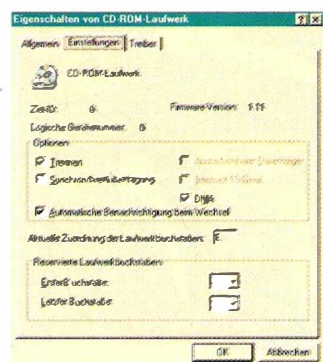 Eigenschaften von CD-ROM-Laufwerk
Allgemein Einstellungen Treiber
CD-ROM-Laufwerk
Ziel-ID: 0 Firmware Version:
Logische Gerätenummer: 0
Optionen
Trennen
Synchrondatenübertragung
DMA
Automatische Benachrichtigung beim Wechsel
Aktuelle Zuordnung der Laufwerkbuchstaben: E:
Reservierte Laufwerkbuchstaben
Erster Buchstabe:
Letzter Buchstabe:
OK Abbrechen